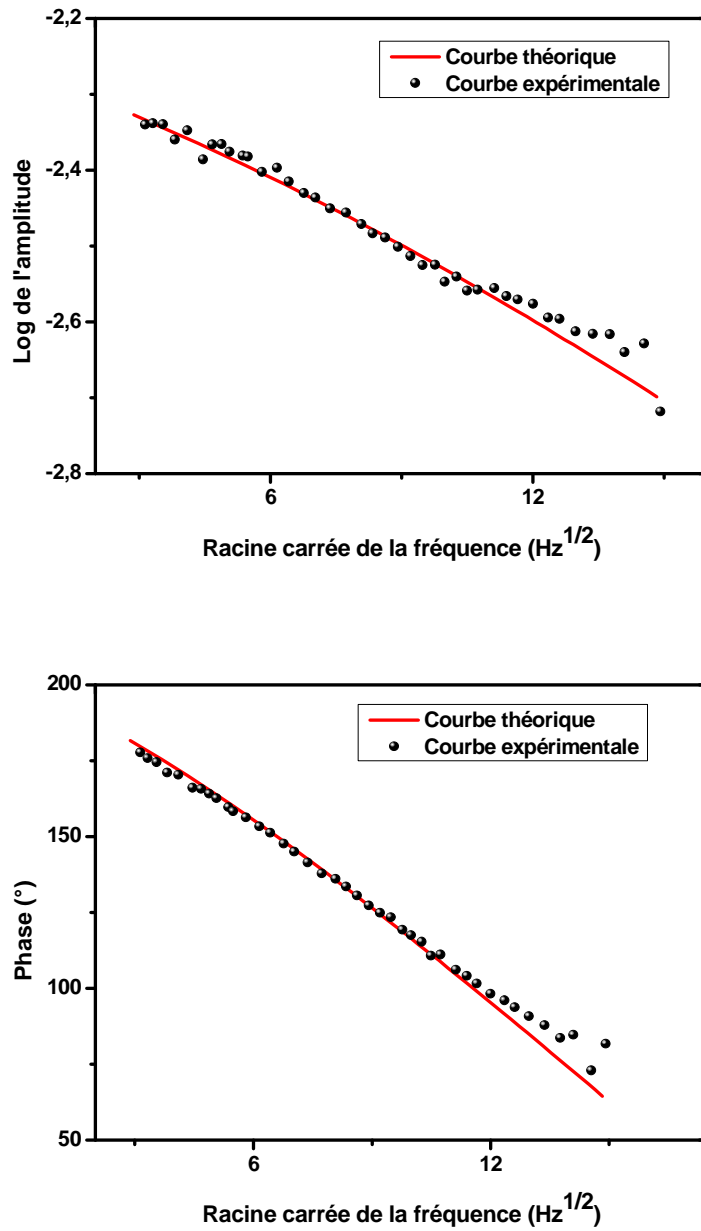 -2,2
Courbe théorique
Courbe expérimentale
-2,4
Log de l'amplitude
-2,6
-2,8
6 12
Racine carrée de la fréquence (Hz1/2)
200
Courbe théorique
Courbe expérimentale
150
Phase (°)
100
50
6 12
Racine carrée de la fréquence (Hz1/2)